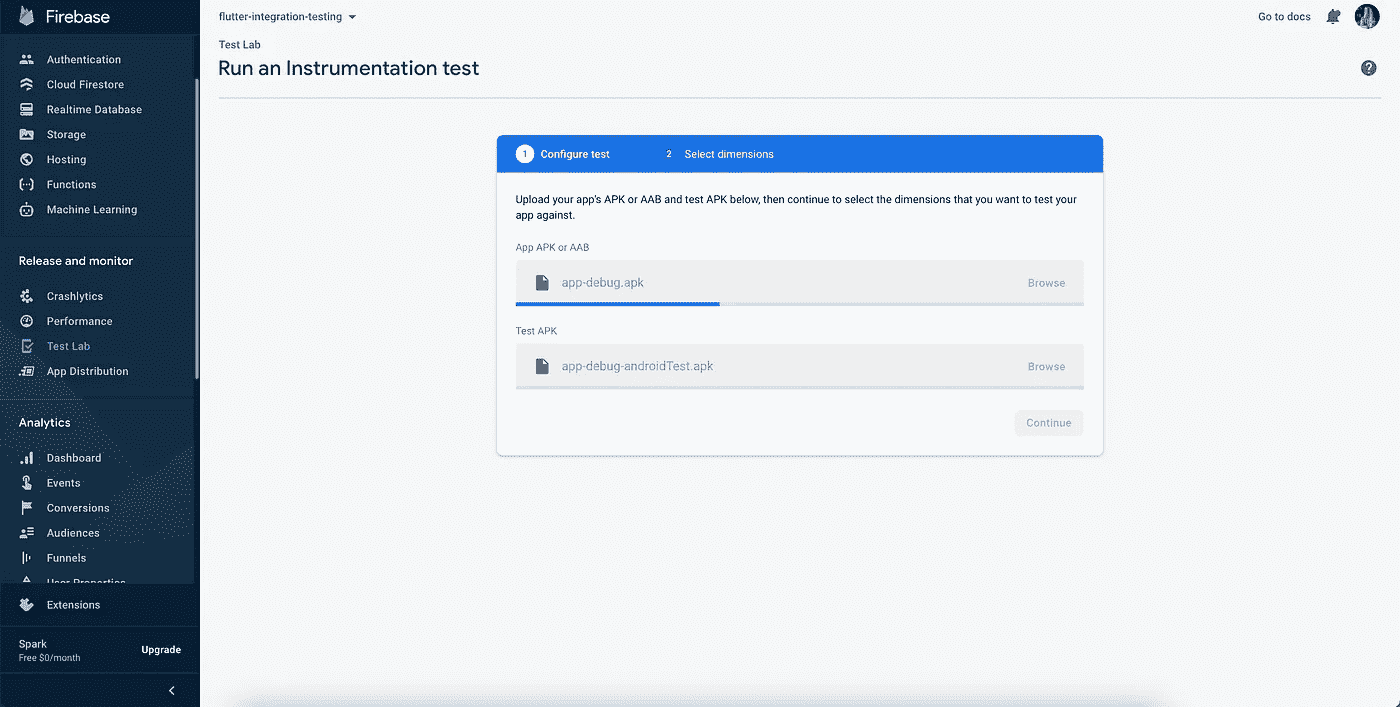 Firebase
Authentication
Cloud Firestore
Realtime Database
Storage
Hosting
Functions
Machine Learning
Release and monitor
Crashlytics
Performance
Test Lab
App Distribution
Analytics
Dashboard
Events
Conversions
Audiences
Funnels
User Properties
Extensions
Spark
Free $0/month
Upgrade
flutter-integration-testing
Go to docs
Test Lab
Run an Instrumentation test
1 Configure test 2 Select dimensions
Upload your app's APK or AAB and test APK below, then continue to select the dimensions that you want to test your
app against.
App APK or AAB
app-debug.apk Browse
Test APK
app-debug-androidTest.apk Browse
Continue